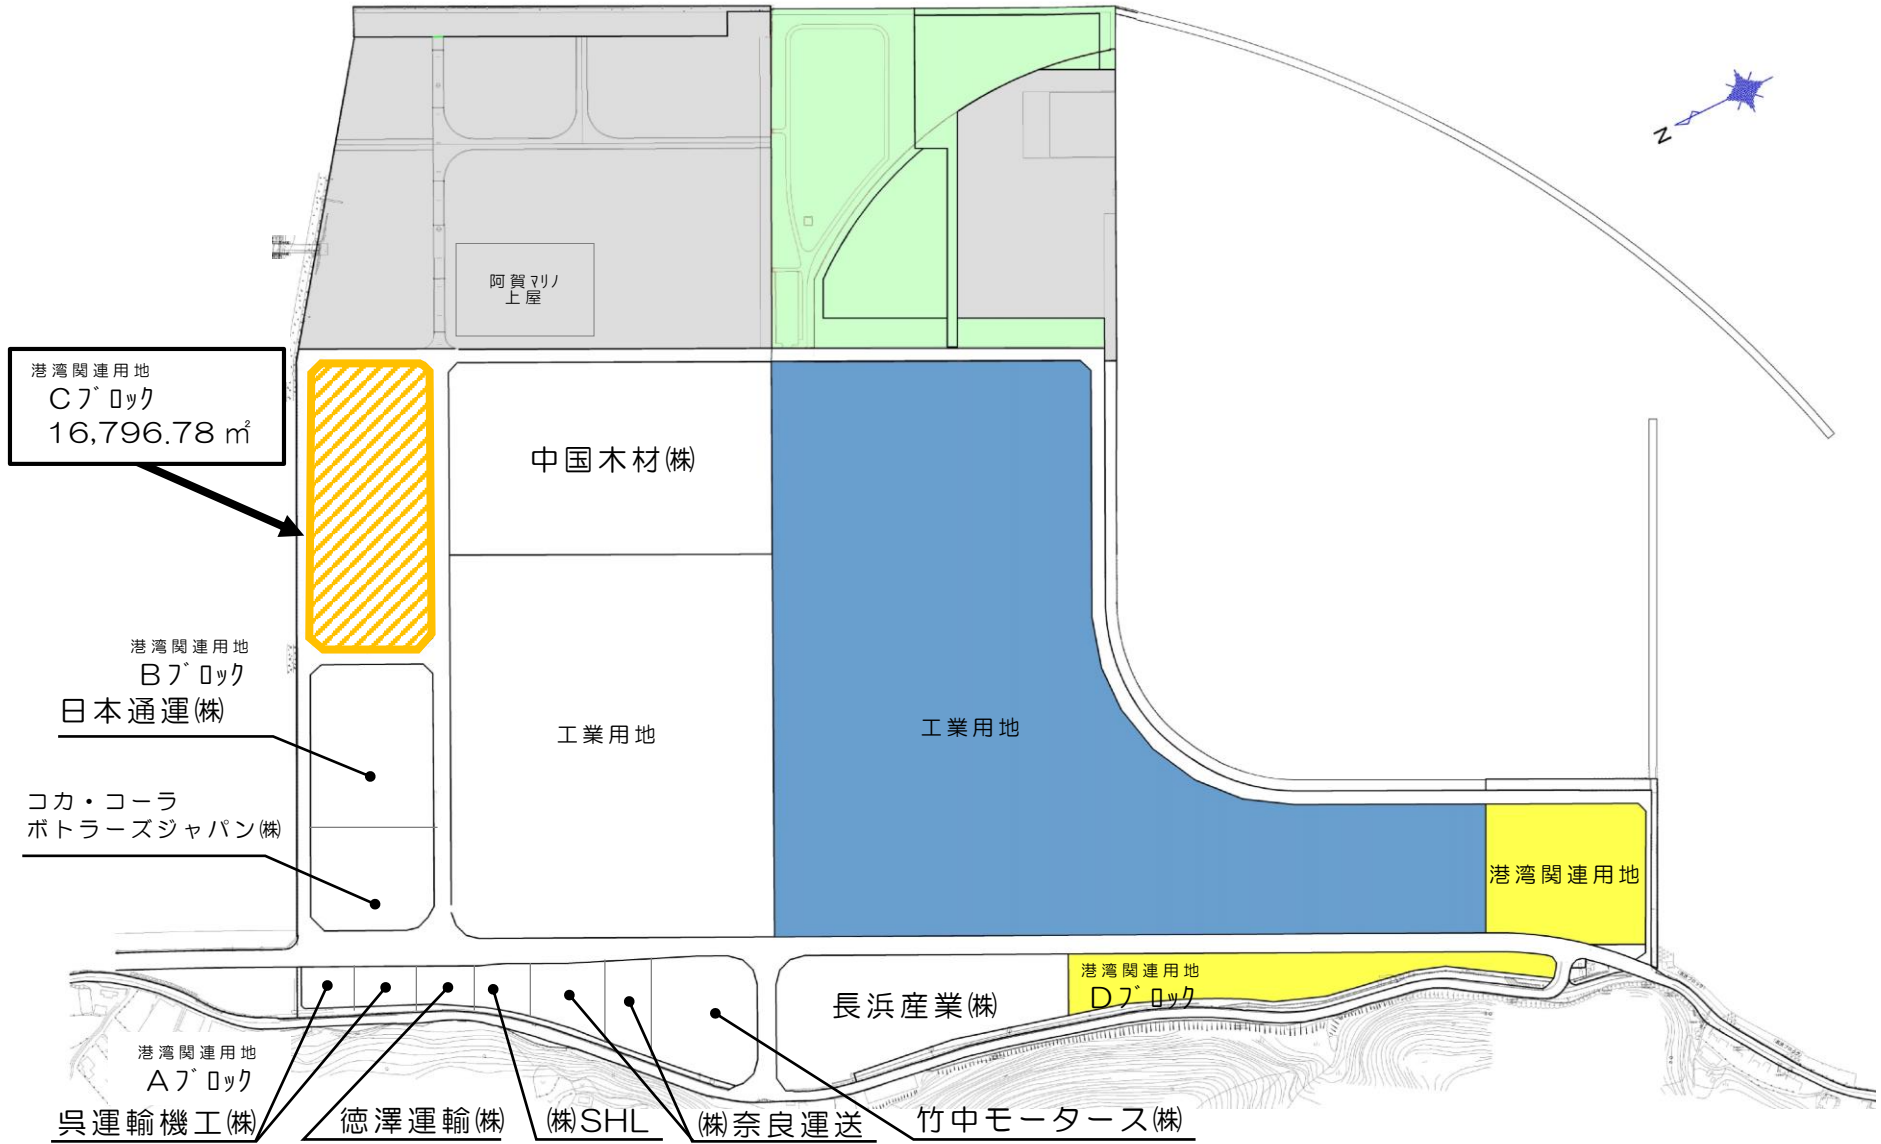 N
阿賀ﾏﾘﾉ
上屋
港湾関連用地
Cﾌﾞﾛｯｸ
16,796.78 ㎡
中国木材㈱
港湾関連用地
Bﾌﾞﾛｯｸ
日本通運㈱
工業用地
工業用地
コカ・コーラ
ボトラーズジャパン㈱
港湾関連用地
港湾関連用地
Dﾌﾞﾛｯｸ
長浜産業㈱
港湾関連用地
Aﾌﾞﾛｯｸ
呉運輸機工㈱
徳澤運輸㈱
㈱SHL
㈱奈良運送
竹中モータース㈱